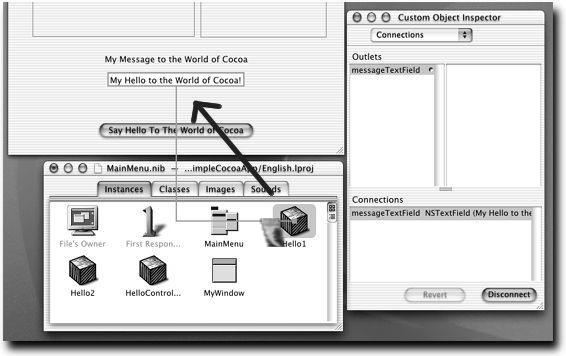 My Message to the World of Cocoa
My Hello to the World of Cocoa!
Say Hello To The World of Cocoa
MainMenu.nib — ...impleCocoaApp/English.lproj
Instances Classes Images Sounds
File's Owner First Respon... MainMenu Hello1
Hello2 HelloControl... MyWindow
Custom Object Inspector
Connections
Outlets
messageTextField
Connections
messageTextField NSTextField (My Hello to the
Revert Disconnect